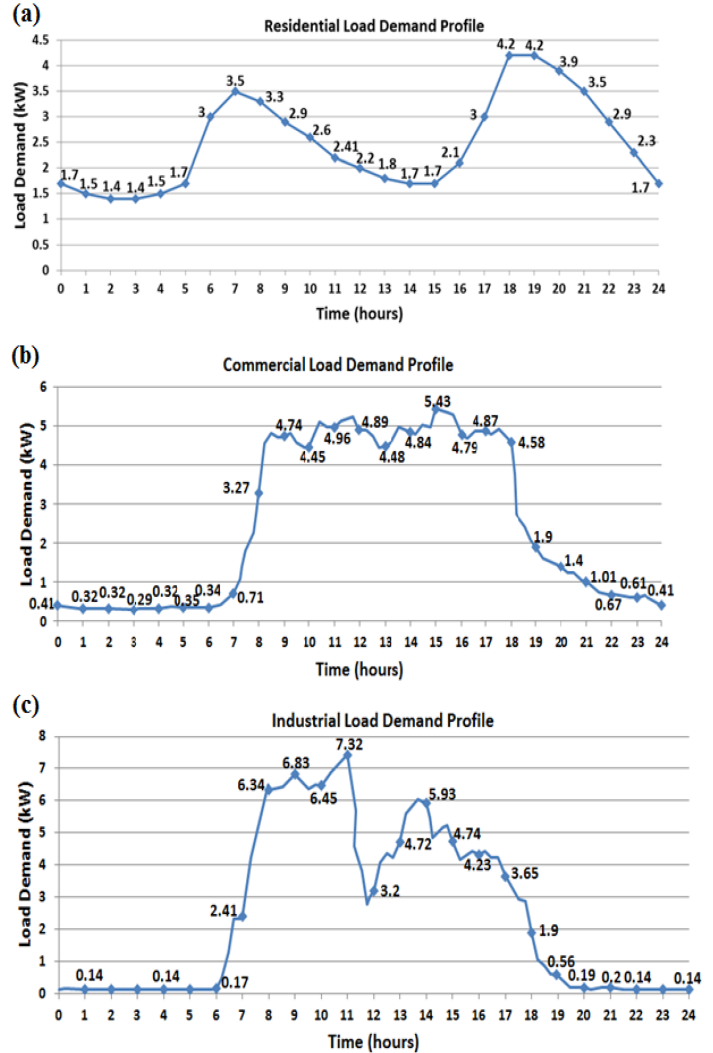 (a)
Residential Load Demand Profile
Load Demand (kW)
4.5
4
3.5
3
2.5
2
1.5
1
0.5
0
1.7 1.5 1.4 1.4 1.5 1.7 3 3.5 3.3 2.9 2.6 2.41 2.2 1.8 1.7 1.7 2.1 3 4.2 4.2 3.9 3.5 2.9 2.3 1.7
0 1 2 3 4 5 6 7 8 9 10 11 12 13 14 15 16 17 18 19 20 21 22 23 24
Time (hours)
(b)
Commercial Load Demand Profile
Load Demand (kW)
6
5
4
3
2
1
0
0.41 0.32 0.32 0.29 0.32 0.35 0.34 0.71 3.27 4.74 4.45 4.96 4.89 4.48 4.84 5.43 4.79 4.87 4.58 1.9 1.4 1.01 0.67 0.61 0.41
0 1 2 3 4 5 6 7 8 9 10 11 12 13 14 15 16 17 18 19 20 21 22 23 24
Time (hours)
(c)
Industrial Load Demand Profile
Load Demand (kW)
8
7
6
5
4
3
2
1
0
0.14 0.14 0.17 2.41 6.34 6.83 6.45 7.32 3.2 4.72 5.93 4.74 4.23 3.65 1.9 0.56 0.19 0.2 0.14 0.14
0 1 2 3 4 5 6 7 8 9 10 11 12 13 14 15 16 17 18 19 20 21 22 23 24
Time (hours)